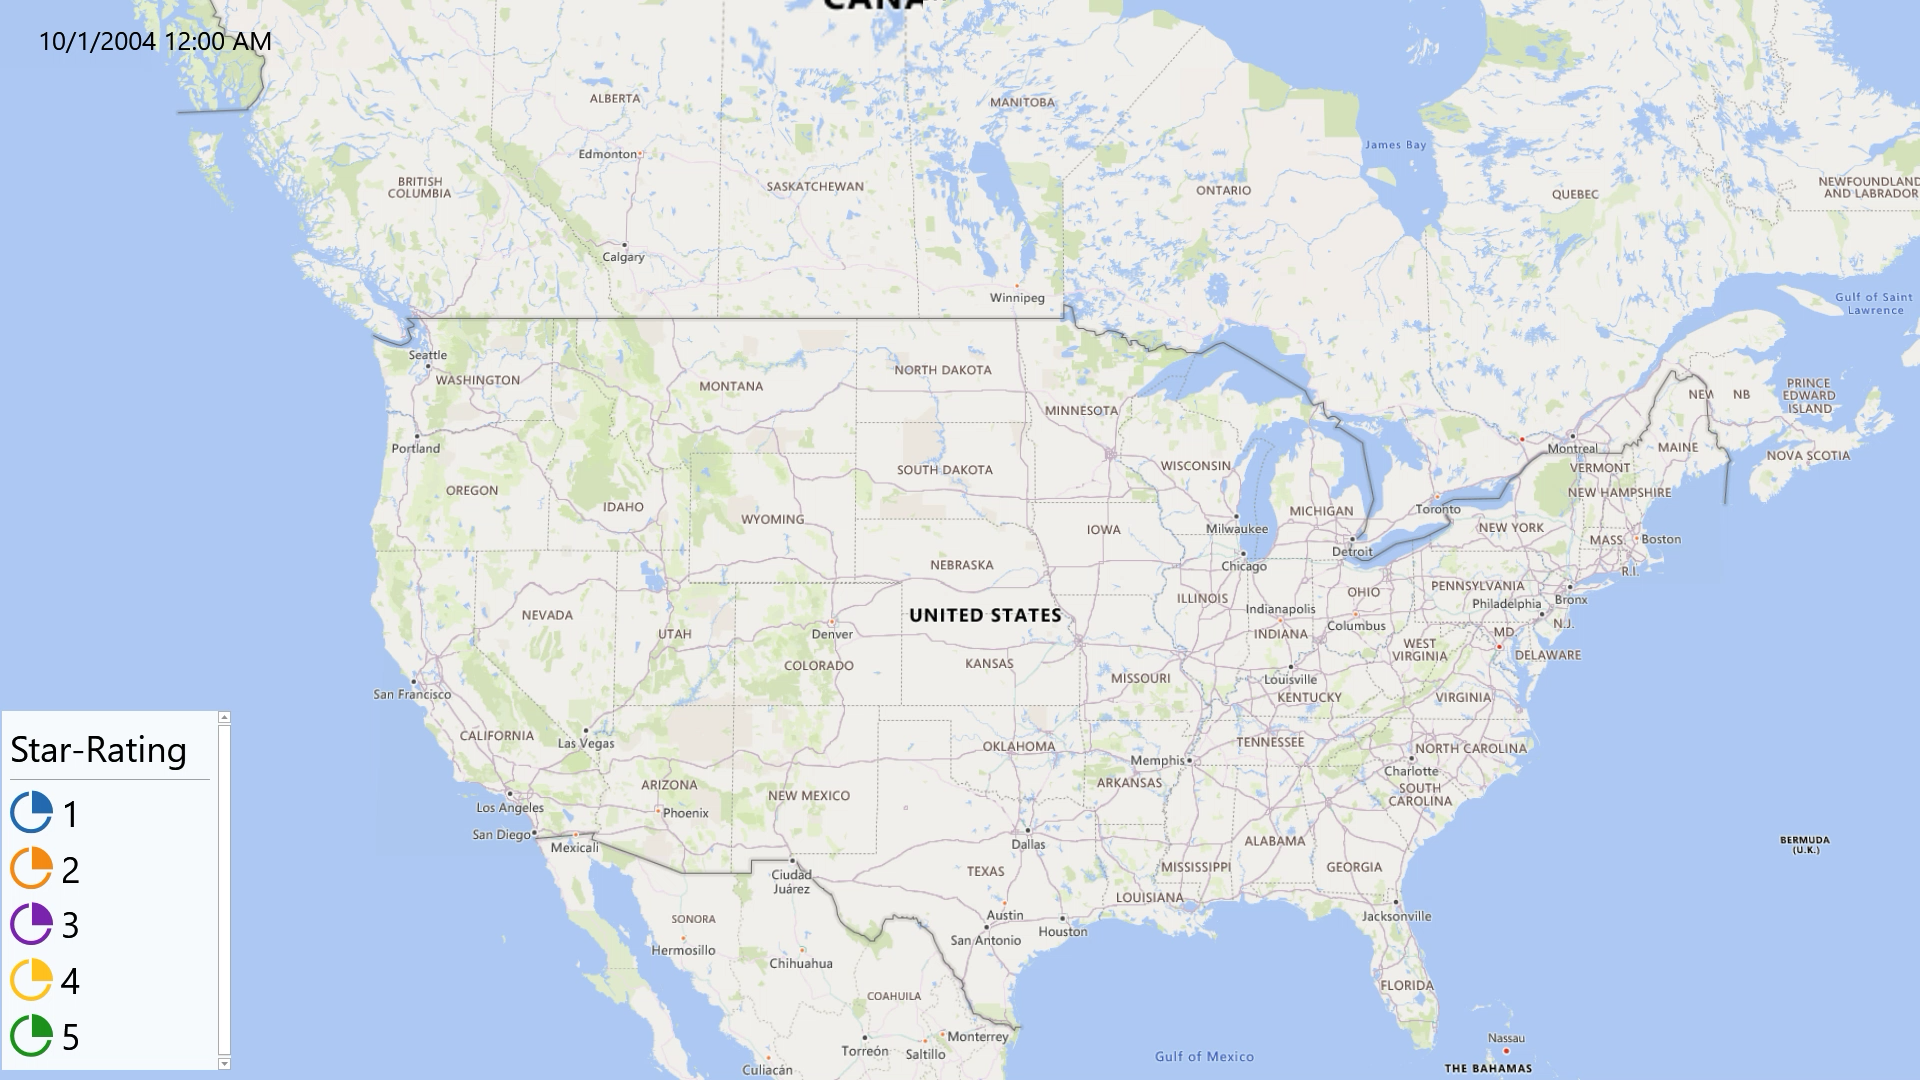 CANA
10/1/2004 12:00 AM
ALBERTA
MANITOBA
James Bay
Edmonton
BRITISH
COLUMBIA
SASKATCHEWAN
ONTARIO
QUEBEC
NEWFOUNDLAND
AND LABRADOR
Calgary
Winnipeg
Gulf of Saint
Lawrence
Seattle
WASHINGTON
MONTANA
NORTH DAKOTA
MINNESOTA
NEW
NB
PRINCE
EDWARD
ISLAND
Portland
Montreal
MAINE
NOVA SCOTIA
SOUTH DAKOTA
WISCONSIN
VERMONT
OREGON
IDAHO
WYOMING
NEW HAMPSHIRE
MICHIGAN
Toronto
Milwaukee
IOWA
NEW YORK
MASS.
Boston
Detroit
Chicago
NEBRASKA
R.I.
PENNSYLVANIA
OHIO
ILLINOIS
Indianapolis
Philadelphia
Bronx
NEVADA
UNITED STATES
UTAH
Denver
INDIANA
Columbus
MD
N.J.
WEST
VIRGINIA
DELAWARE
COLORADO
KANSAS
MISSOURI
Louisville
San Francisco
KENTUCKY
VIRGINIA
CALIFORNIA
Las Vegas
OKLAHOMA
TENNESSEE
NORTH CAROLINA
Memphis
Charlotte
ARIZONA
NEW MEXICO
ARKANSAS
SOUTH
CAROLINA
Los Angeles
Phoenix
San Diego
Mexicali
Dallas
ALABAMA
BERMUDA
(U.K.)
Ciudad
Juárez
TEXAS
MISSISSIPPI
GEORGIA
LOUISIANA
SONORA
Austin
Jacksonville
Hermosillo
San Antonio
Houston
Chihuahua
COAHUILA
FLORIDA
Monterrey
Nassau
Torreón
Saltillo
Gulf of Mexico
Culiacán
THE BAHAMAS
Star-Rating
1
2
3
4
5